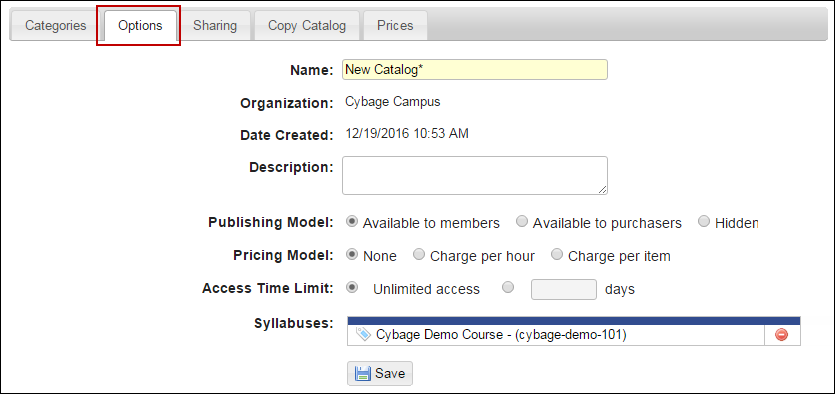 Categories Options Sharing Copy Catalog Prices
Name: New Catalog*
Organization: Cybage Campus
Date Created: 12/19/2016 10:53 AM
Description:
Publishing Model: Available to members Available to purchasers Hidden
Pricing Model: None Charge per hour Charge per item
Access Time Limit: Unlimited access days
Syllabuses:
Cybage Demo Course - (cybage-demo-101)
Save